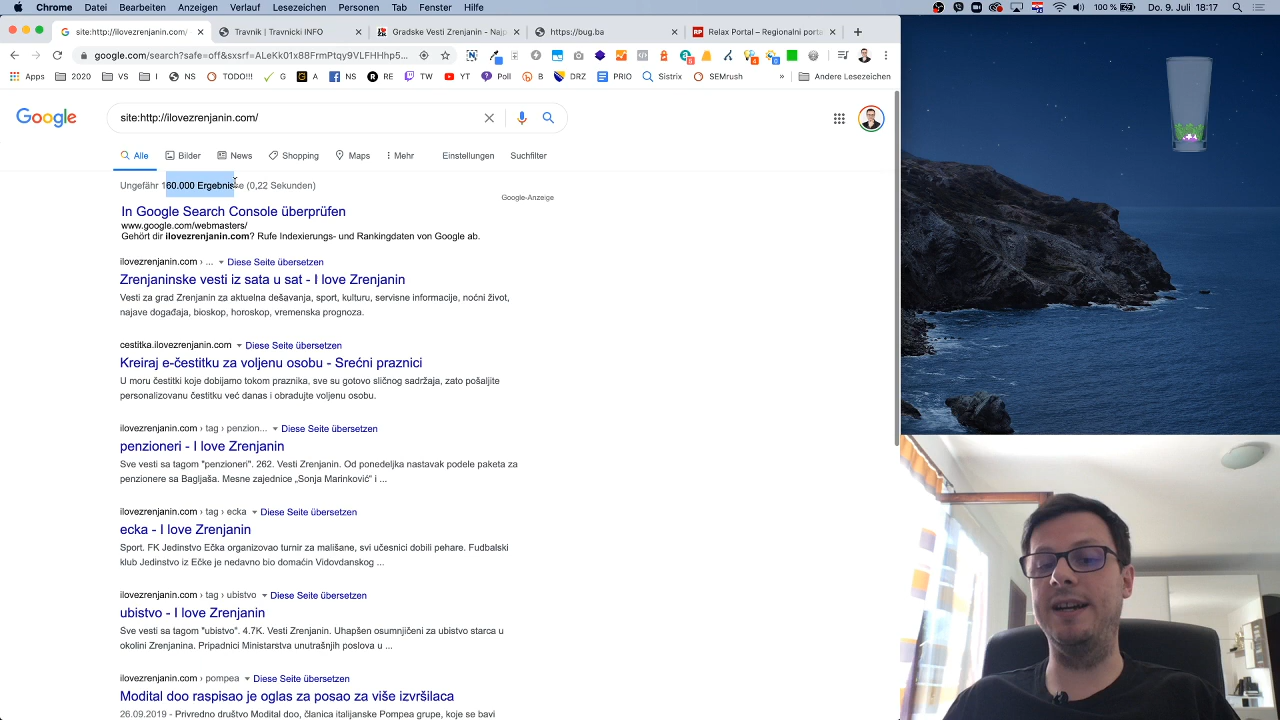 Chrome Datei Bearbeiten Anzeigen Verlauf Lesezeichen Personen Tab Fenster Hilfe
100 % Do. 9. Juli 18:17
site:http://ilovezrenjanin.com/
Travnik | Travnicki INFO
Gradske Vesti Zrenjanin - Naj
https://bug.ba
Relax Portal – Regionalni porta
google.com/search?safe=off&sxsrf=ALeKk01x88FrmPtqy9VLFHHhp5...
Apps 2020 VS I NS TODO!!! G A NS RE TW YT Poll B DRZ PRIO Sistrix SEMrush » Andere Lesezeichen
Google
site:http://ilovezrenjanin.com/
Alle Bilder News Shopping Maps Mehr Einstellungen Suchfilter
Ungefähr 160.000 Ergebnisse (0,22 Sekunden)
Google-Anzeige
In Google Search Console überprüfen
www.google.com/webmasters/
Gehört dir ilovezrenjanin.com? Rufe Indexierungs- und Rankingdaten von Google ab.
ilovezrenjanin.com › ... Diese Seite übersetzen
Zrenjaninske vesti iz sata u sat - I love Zrenjanin
Vesti za grad Zrenjanin za aktuelna dešavanja, sport, kulturu, servisne informacije, noćni život,
najave događaja, bioskop, horoskop, vremenska prognoza.
cestitka.ilovezrenjanin.com Diese Seite übersetzen
Kreiraj e-čestitku za voljenu osobu - Srećni praznici
U moru čestitki koje dobijamo tokom praznika, sve su gotovo sličnog sadržaja, zato pošaljite
personalizovanu čestitku već danas i obradujte voljenu osobu.
ilovezrenjanin.com › tag › penzion... Diese Seite übersetzen
penzioneri - I love Zrenjanin
Sve vesti sa tagom "penzioneri". 262. Vesti Zrenjanin. Od ponedeljka nastavak podele paketa za
penzionere sa Bagljaša. Mesne zajednice „Sonja Marinković" i ...
ilovezrenjanin.com › tag › ecka Diese Seite übersetzen
ecka - I love Zrenjanin
Sport. FK Jedinstvo Ečka organizovao turnir za mališane, svi učesnici dobili pehare. Fudbalski
klub Jedinstvo iz Ečke je nedavno bio domaćin Vidovdanskog ...
ilovezrenjanin.com › tag › ubistvo Diese Seite übersetzen
ubistvo - I love Zrenjanin
Sve vesti sa tagom "ubistvo". 4.7K. Vesti Zrenjanin. Uhapšen osumnjičeni za ubistvo starca u
okolini Zrenjanina. Pripadnici Ministarstva unutrašnjih poslova u ...
ilovezrenjanin.com › pompea Diese Seite übersetzen
Modital doo raspisao je oglas za posao za više izvršilaca
26.09.2019 - Privredno društvo Modital doo, članica italijanske Pompea grupe, koje se bavi